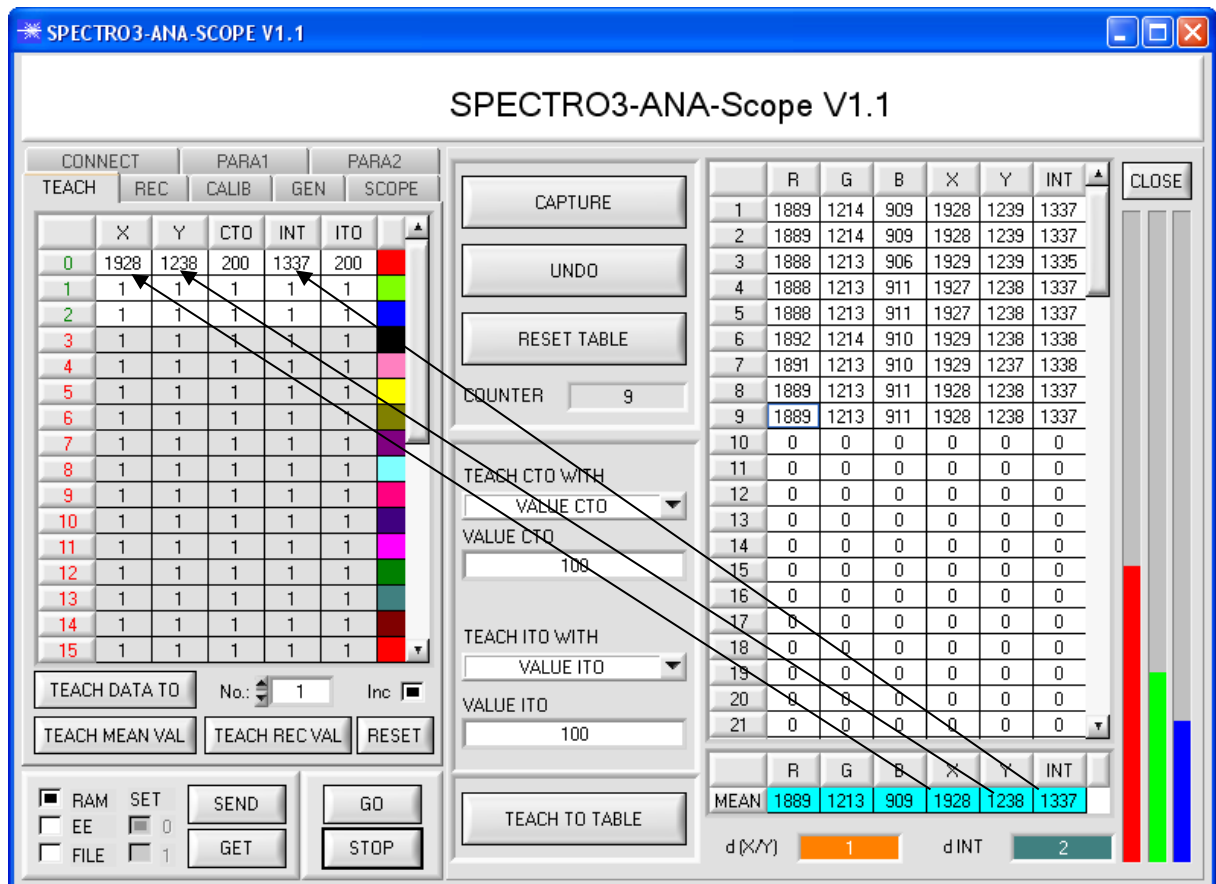 SPECTRO3-ANA-SCOPE V1.1
SPECTRO3-ANA-Scope V1.1
CONNECT PARA1 PARA2
TEACH REC CALIB GEN SCOPE
X Y CTO INT ITO
0 1928 1238 200 1337 200
1 1 1 1 1 1
2 1 1 1 1 1
3 1 1 1 1 1
4 1 1 1 1 1
5 1 1 1 1 1
6 1 1 1 1 1
7 1 1 1 1 1
8 1 1 1 1 1
9 1 1 1 1 1
10 1 1 1 1 1
11 1 1 1 1 1
12 1 1 1 1 1
13 1 1 1 1 1
14 1 1 1 1 1
15 1 1 1 1 1
TEACH DATA TO No.: 1 Inc
TEACH MEAN VAL TEACH REC VAL RESET
RAM SET SEND GO
EE 0
FILE 1 GET STOP
CAPTURE
UNDO
RESET TABLE
COUNTER 9
TEACH CTO WITH
VALUE CTO
VALUE CTO
100
TEACH ITO WITH
VALUE ITO
VALUE ITO
100
TEACH TO TABLE
R G B X Y INT
1 1889 1214 909 1928 1239 1337
2 1889 1214 909 1928 1239 1337
3 1888 1213 906 1929 1239 1335
4 1888 1213 911 1927 1238 1337
5 1888 1213 911 1927 1238 1337
6 1892 1214 910 1929 1238 1338
7 1891 1213 910 1929 1237 1338
8 1889 1213 911 1928 1238 1337
9 1889 1213 911 1928 1238 1337
10 0 0 0 0 0 0
11 0 0 0 0 0 0
12 0 0 0 0 0 0
13 0 0 0 0 0 0
14 0 0 0 0 0 0
15 0 0 0 0 0 0
16 0 0 0 0 0 0
17 0 0 0 0 0 0
18 0 0 0 0 0 0
19 0 0 0 0 0 0
20 0 0 0 0 0 0
21 0 0 0 0 0 0
R G B X Y INT
MEAN 1889 1213 909 1928 1238 1337
d (X/Y) 1 d INT 2
CLOSE